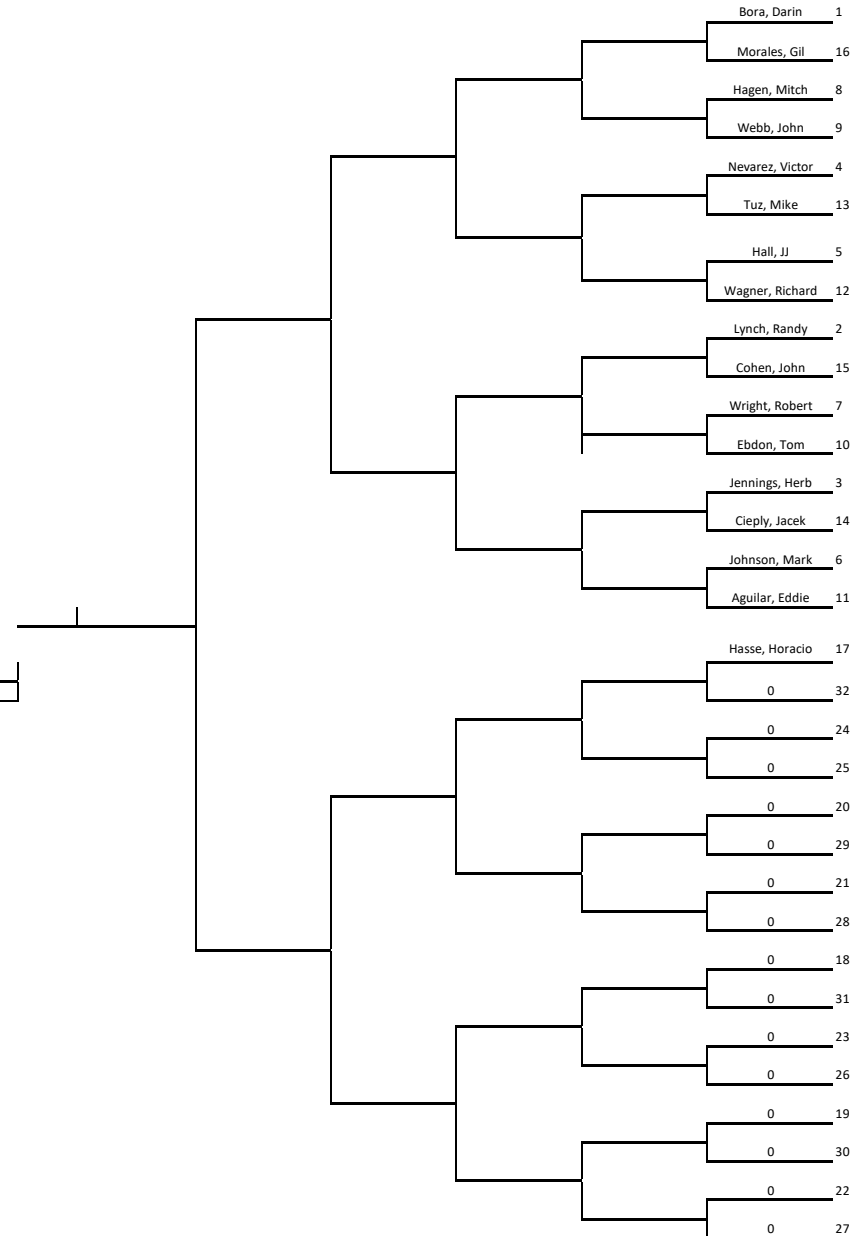 Bora, Darin 1
Morales, Gil 16
Hagen, Mitch 8
Webb, John 9
Nevarez, Victor 4
Tuz, Mike 13
Hall, JJ 5
Wagner, Richard 12
Lynch, Randy 2
Cohen, John 15
Wright, Robert 7
Ebdon, Tom 10
Jennings, Herb 3
Cieply, Jacek 14
Johnson, Mark 6
Aguilar, Eddie 11
Hasse, Horacio 17
0 32
0 24
0 25
0 20
0 29
0 21
0 28
0 18
0 31
0 23
0 26
0 19
0 30
0 22
0 27